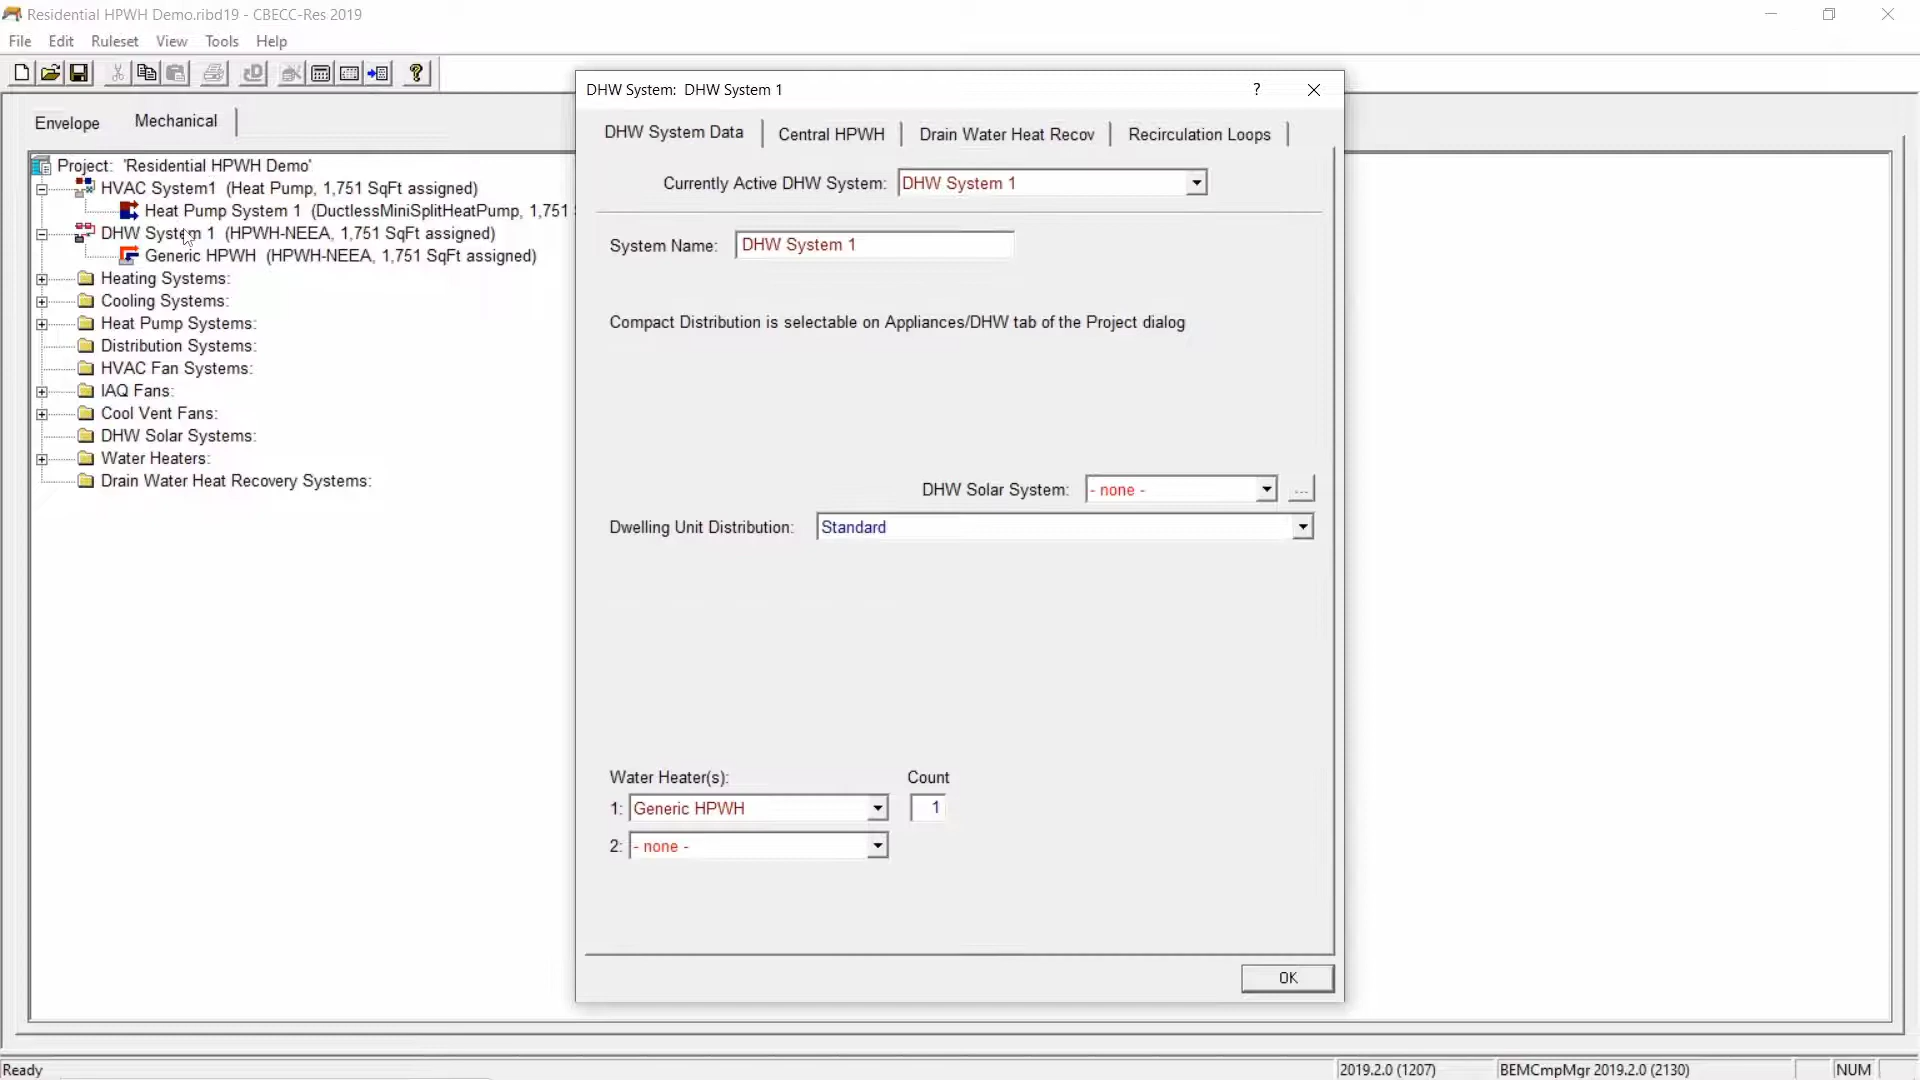 Residential HPWH Demo.ribd19 - CBECC-Res 2019
File Edit Ruleset View Tools Help
Envelope Mechanical
Project: 'Residential HPWH Demo'
HVAC System1 (Heat Pump, 1,751 SqFt assigned)
Heat Pump System 1 (DuctlessMiniSplitHeatPump, 1,751
DHW System 1 (HPWH-NEEA, 1,751 SqFt assigned)
Generic HPWH (HPWH-NEEA, 1,751 SqFt assigned)
Heating Systems:
Cooling Systems:
Heat Pump Systems:
Distribution Systems:
HVAC Fan Systems:
IAQ Fans:
Cool Vent Fans:
DHW Solar Systems:
Water Heaters:
Drain Water Heat Recovery Systems:
DHW System: DHW System 1 ?
DHW System Data Central HPWH Drain Water Heat Recov Recirculation Loops
Currently Active DHW System: DHW System 1
System Name: DHW System 1
Compact Distribution is selectable on Appliances/DHW tab of the Project dialog
DHW Solar System: - none - ...
Dwelling Unit Distribution: Standard
Water Heater(s): Count
1: Generic HPWH 1
2: - none -
OK
Ready 2019.2.0 (1207) BEMCmpMgr 2019.2.0 (2130) NUM